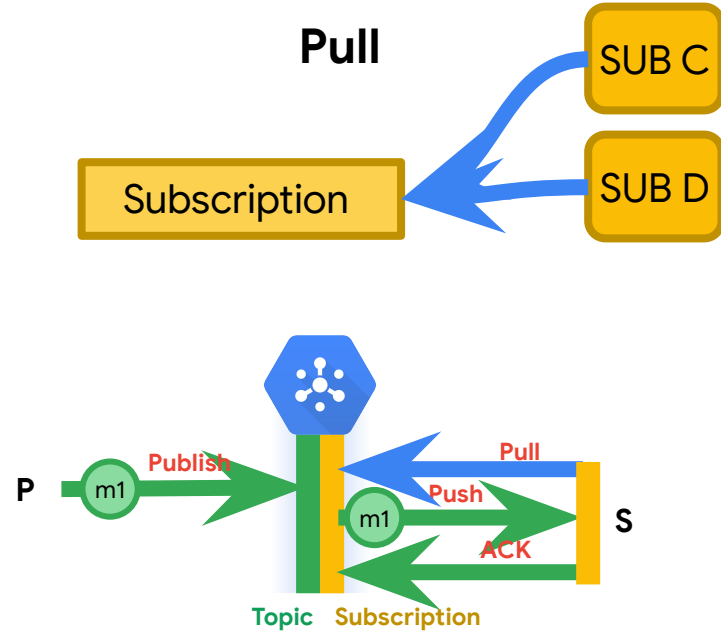 Pull
SUB C
Subscription
SUB D
Publish
Pull
P
m1
m1
Push
S
ACK
Topic
Subscription